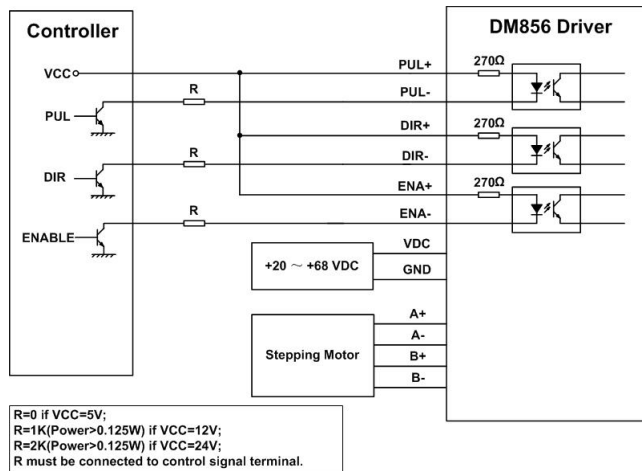 Controller
DM856 Driver
VCC
PUL+
270Ω
R
PUL-
PUL
DIR+
270Ω
R
DIR-
DIR
ENA+
270Ω
R
ENA-
ENABLE
VDC
+20 ~ +68 VDC
GND
A+
A-
Stepping Motor
B+
B-
R=0 if VCC=5V;
R=1K(Power>0.125W) if VCC=12V;
R=2K(Power>0.125W) if VCC=24V;
R must be connected to control signal terminal.